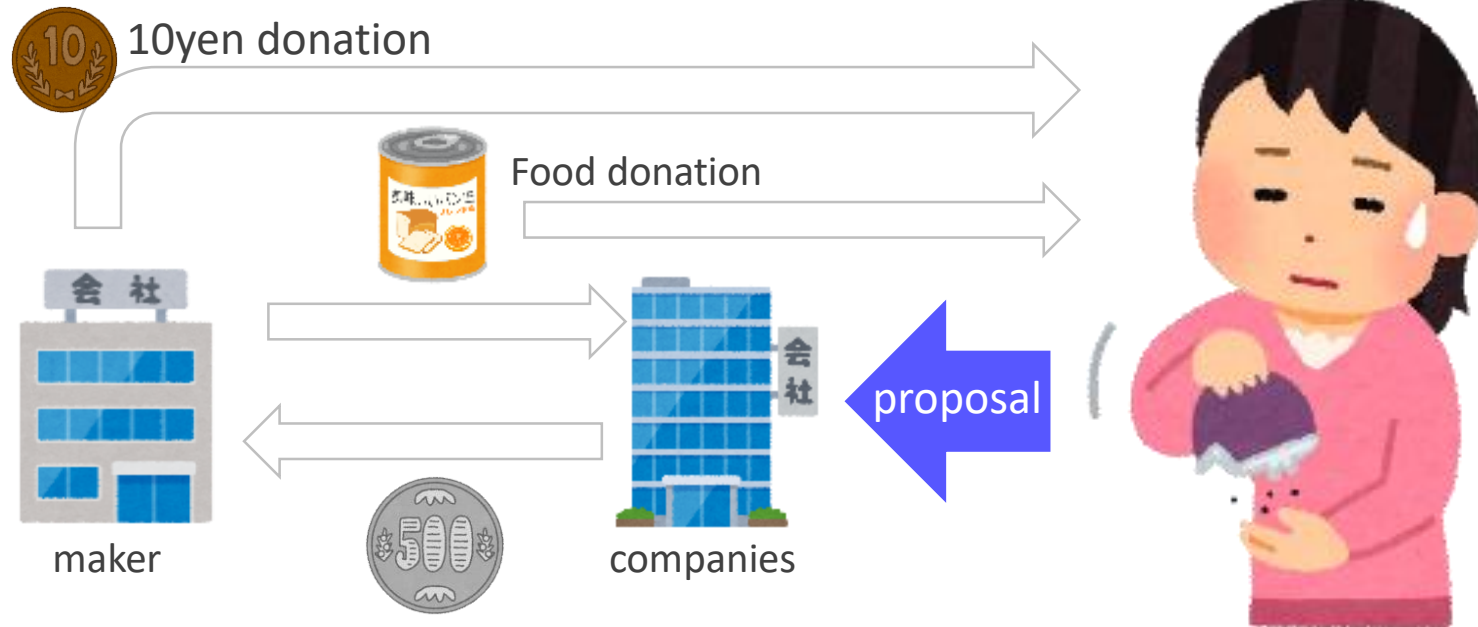 10
10yen donation
Food donation
会社
会社
proposal
500
maker
companies